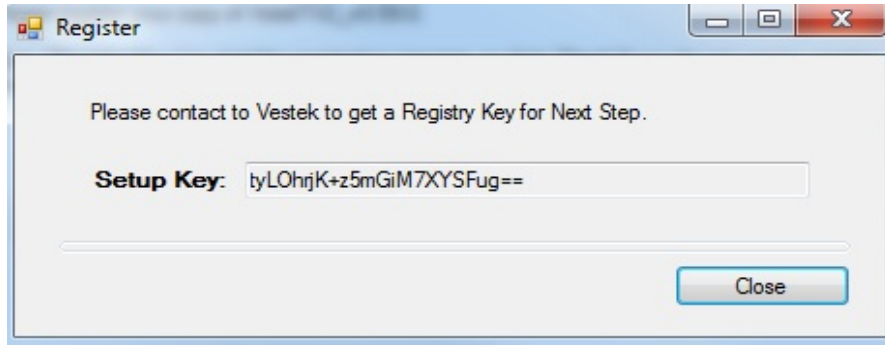 Register
Please contact to Vestek to get a Registry Key for Next Step.
Setup Key: tyLOhrjK+z5mGiM7XYSFug==
Close